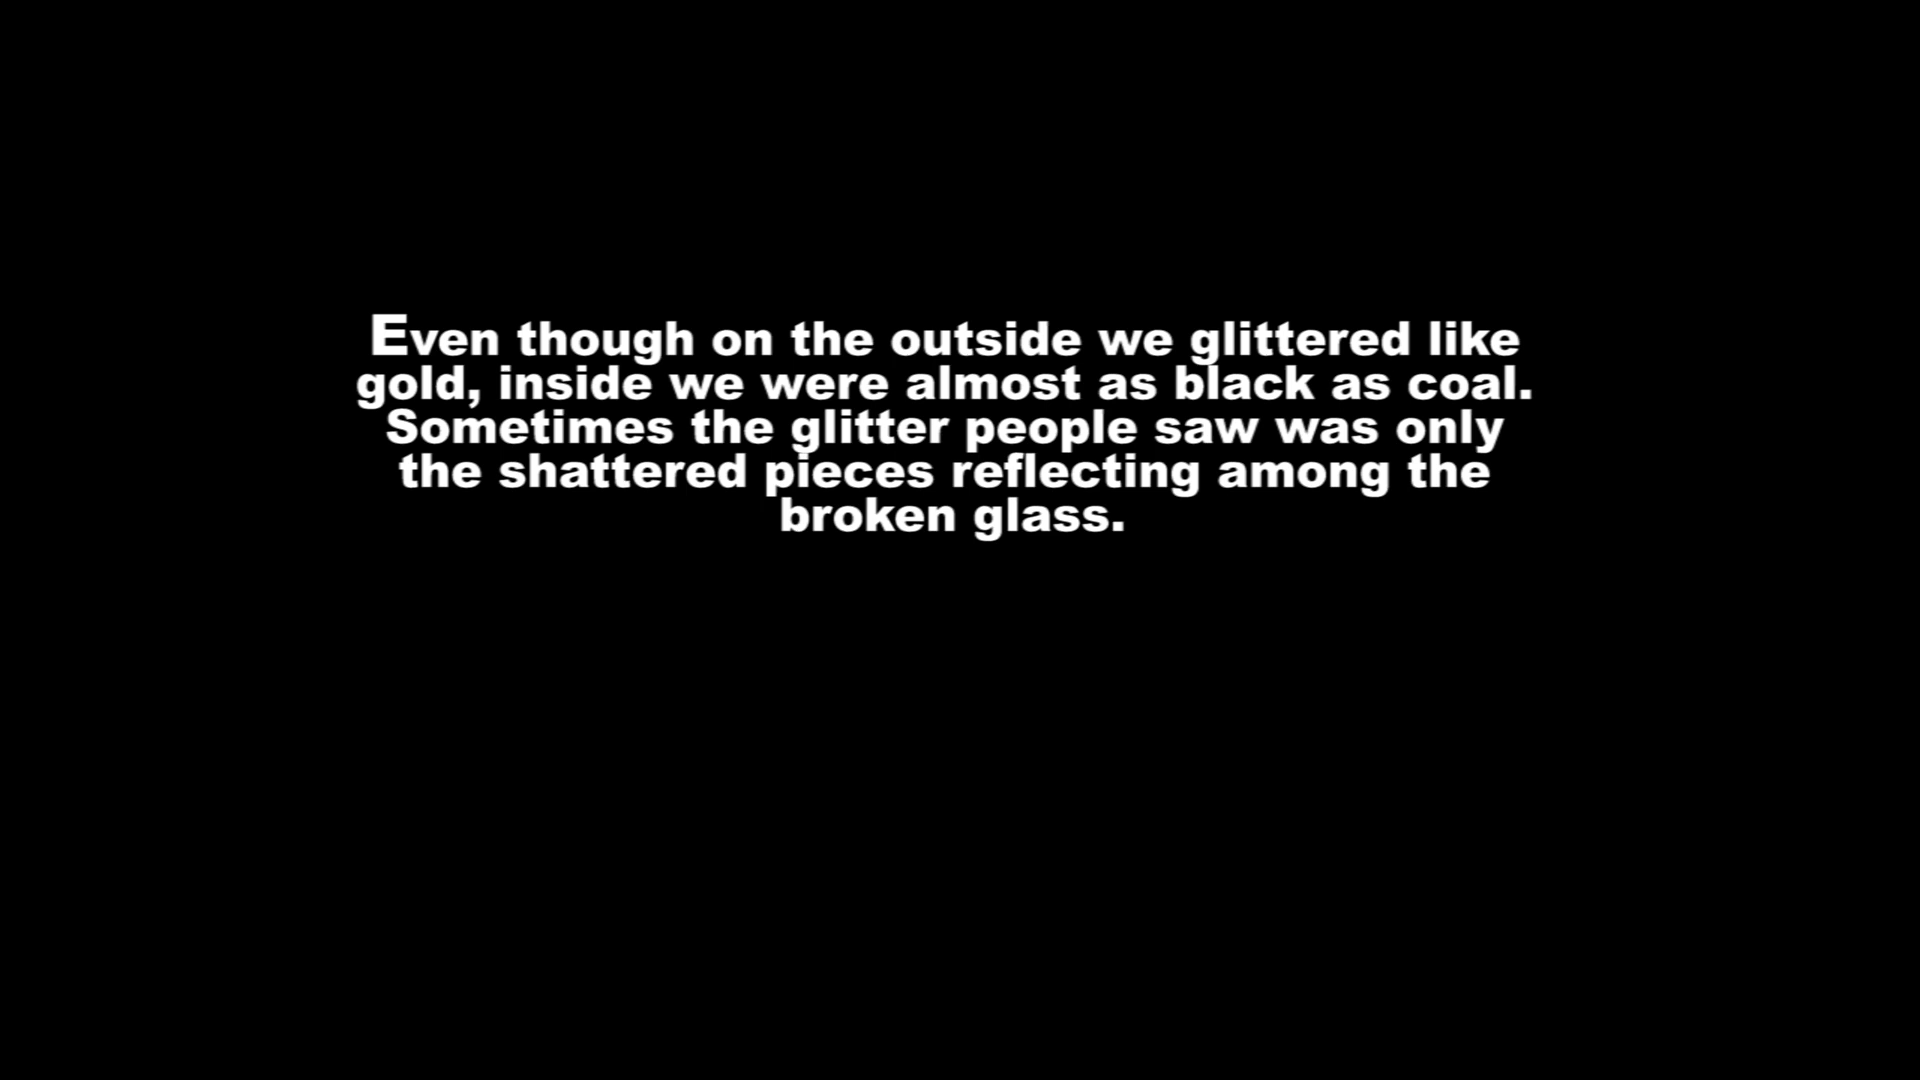 Even though on the outside we glittered like
gold, inside we were almost as black as coal.
Sometimes the glitter people saw was only
the shattered pieces reflecting among the
broken glass.